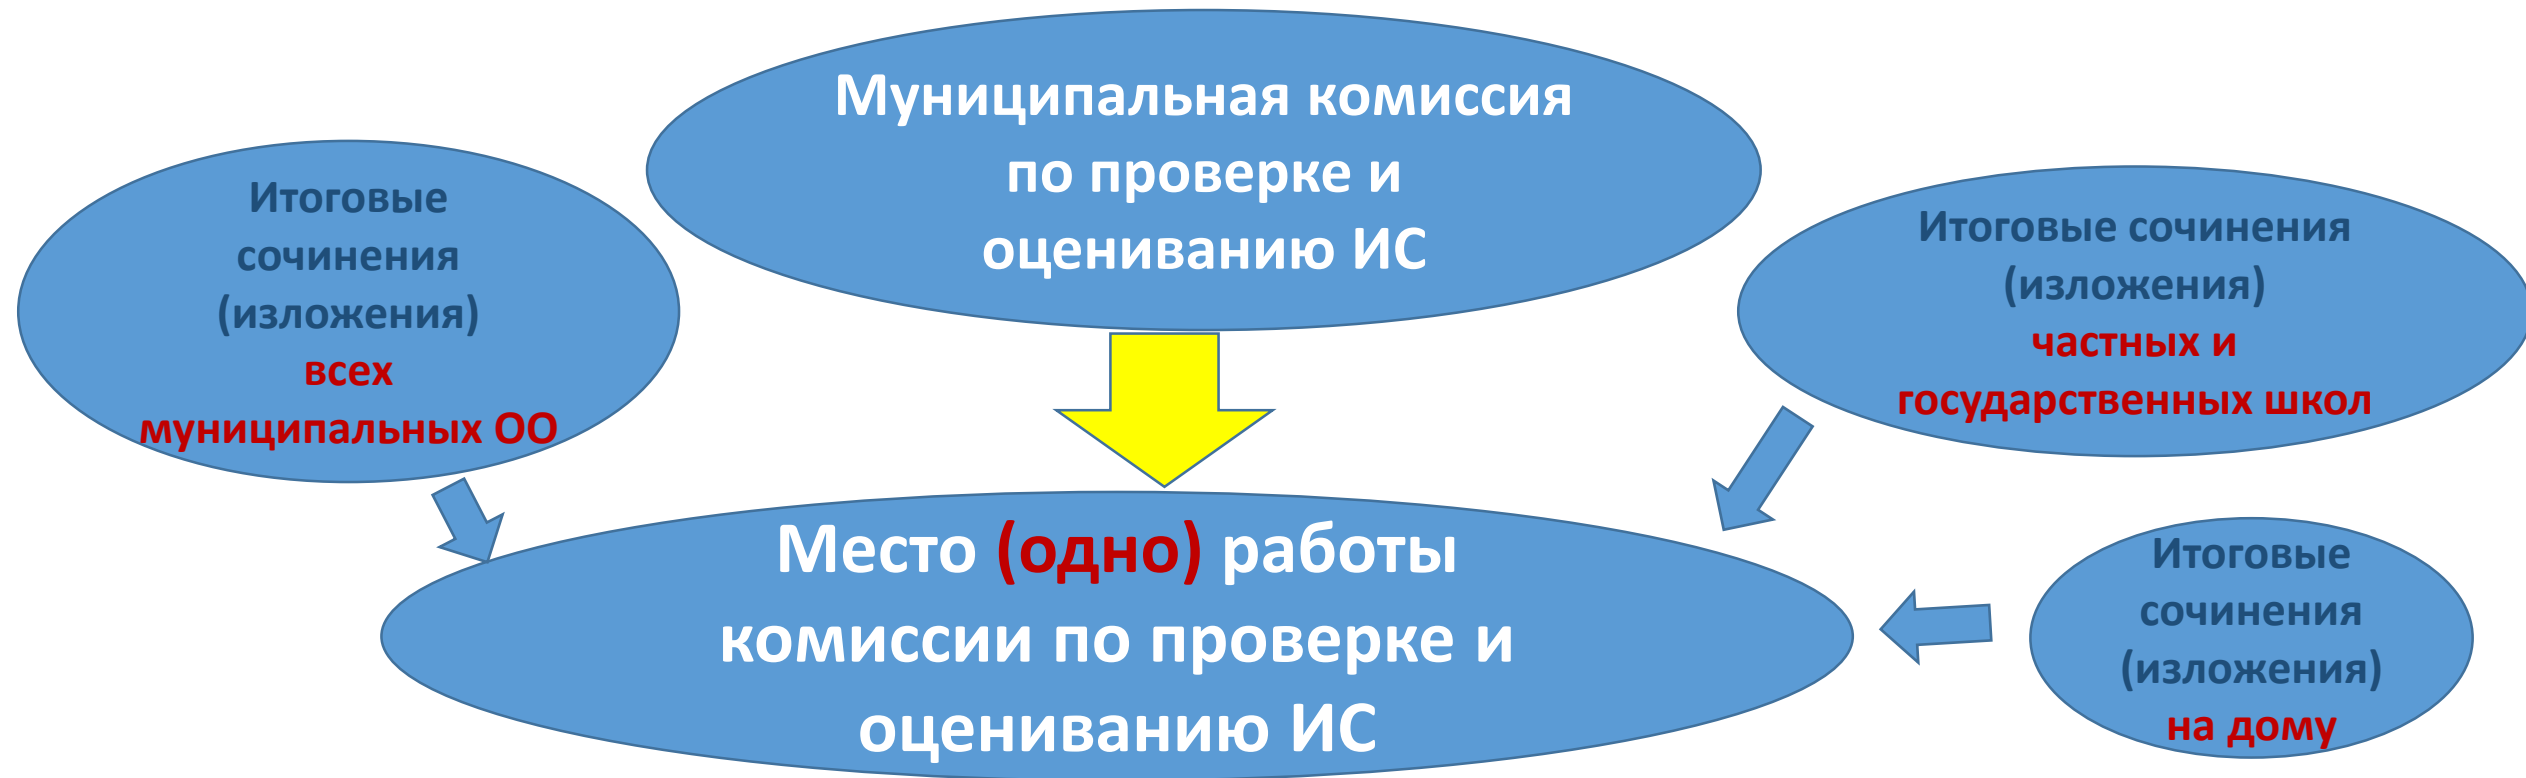 Муниципальная комиссия
по проверке и
оцениванию ИС
Итоговые
сочинения
(изложения)
всех
муниципальных ОО
Итоговые сочинения
(изложения)
частных и
государственных школ
Место (одно) работы
комиссии по проверке и
оцениванию ИС
Итоговые
сочинения
(изложения)
на дому